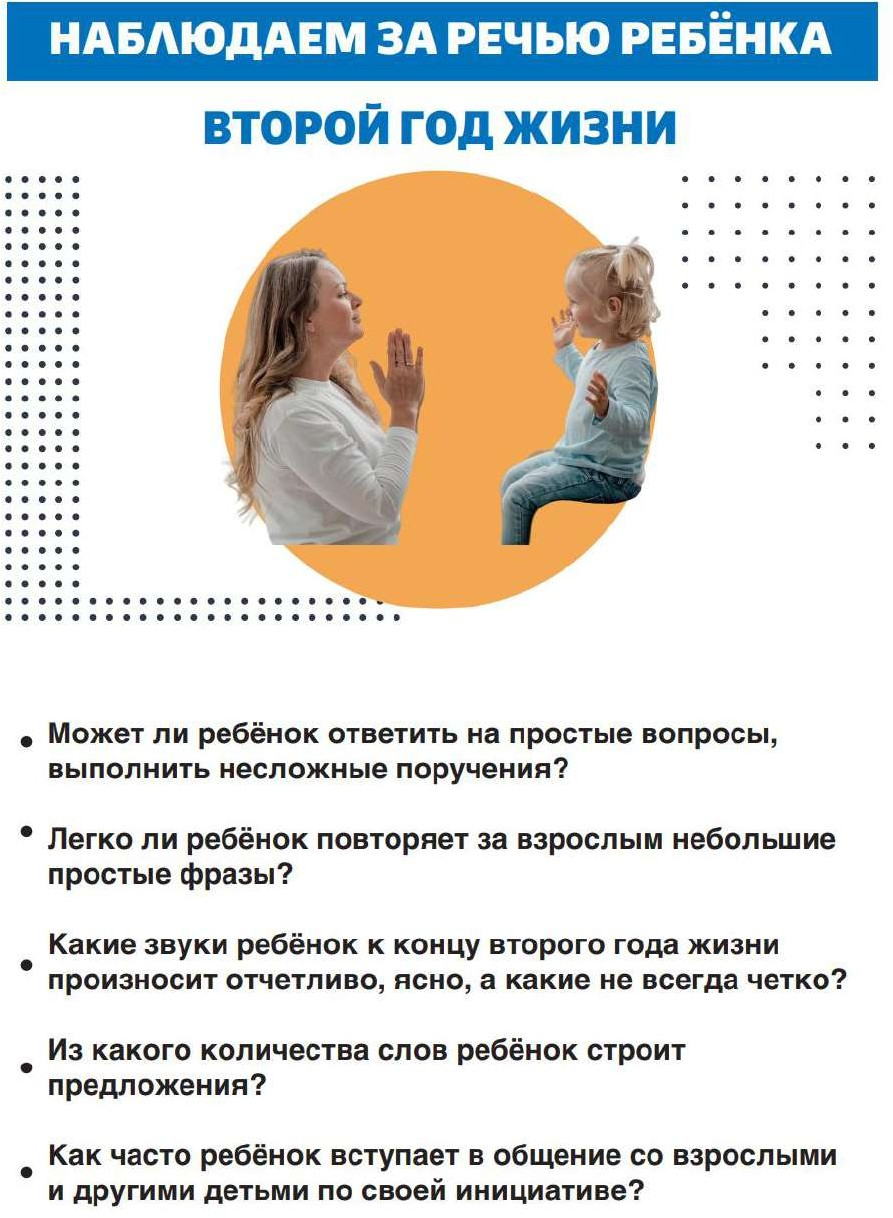 НАБЛЮДАЕМ ЗА РЕЧЬЮ РЕБЁНКА
ВТОРОЙ ГОД ЖИЗНИ
• Может ли ребёнок ответить на простые вопросы,
выполнить несложные поручения?
• Легко ли ребёнок повторяет за взрослым небольшие
простые фразы?
• Какие звуки ребёнок к концу второго года жизни
произносит отчетливо, ясно, а какие не всегда четко?
• Из какого количества слов ребёнок строит
предложения?
• Как часто ребёнок вступает в общение со взрослыми
и другими детьми по своей инициативе?